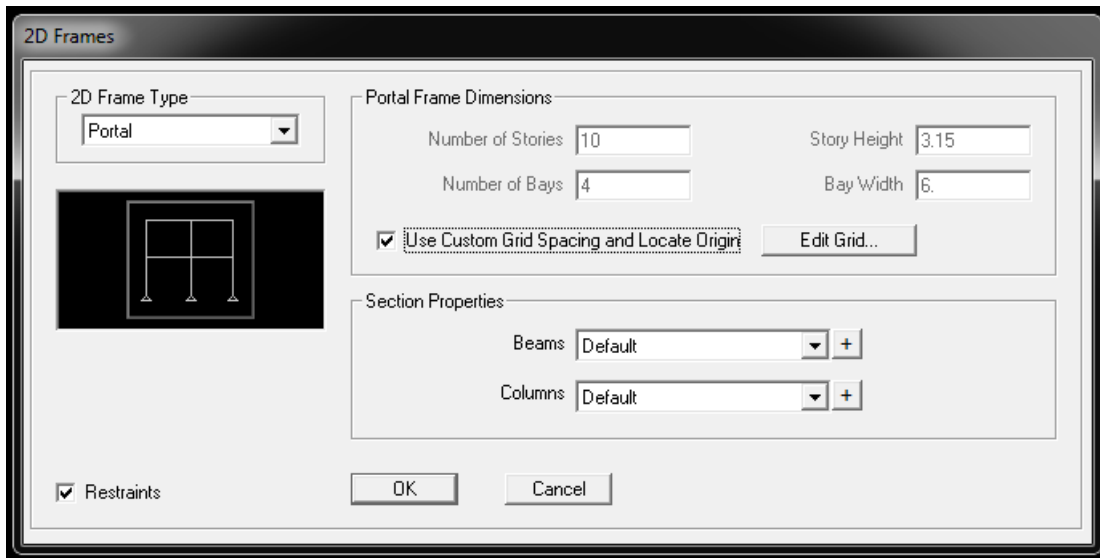 2D Frames
2D Frame Type
Portal
Portal Frame Dimensions
Number of Stories 10 Story Height 3.15
Number of Bays 4 Bay Width 6.
Use Custom Grid Spacing and Locate Origin Edit Grid...
Section Properties
Beams Default +
Columns Default +
Restraints OK Cancel